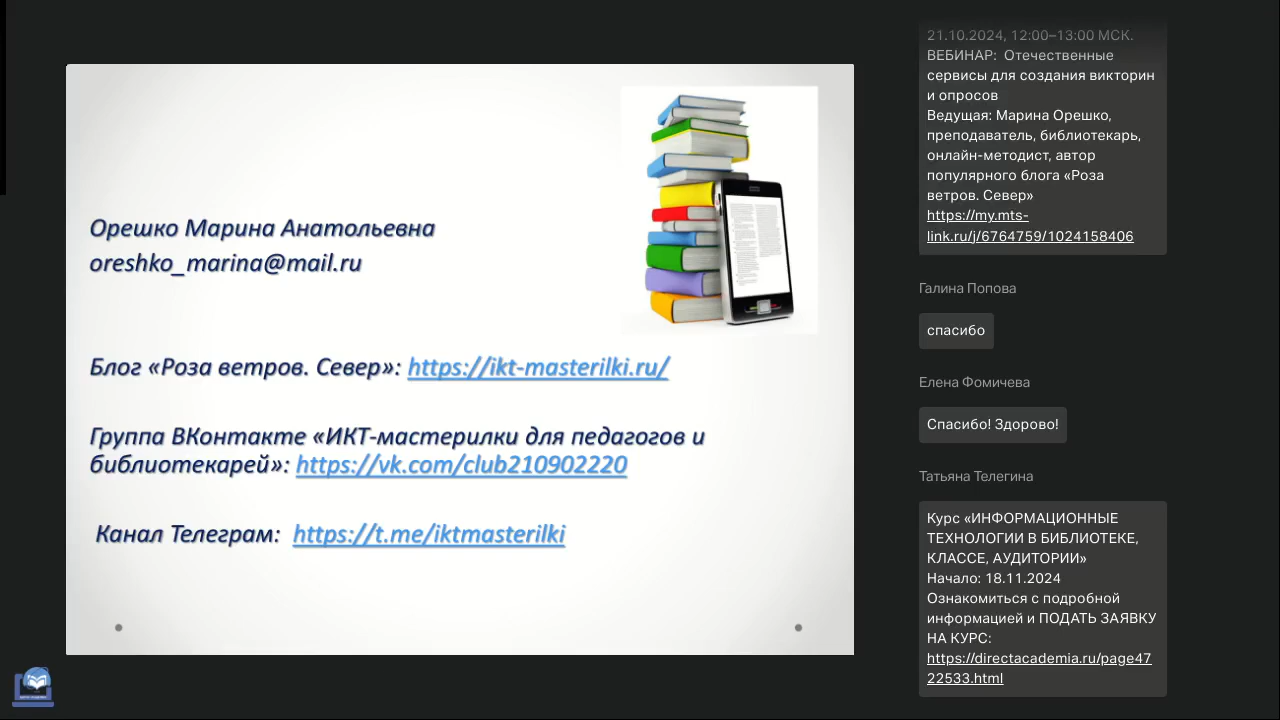 Орешко Марина Анатольевна
oreshko_marina@mail.ru
Блог «Роза ветров. Север»: https://ikt-masterilki.ru/
Группа ВКонтакте «ИКТ-мастерилки для педагогов и
библиотекарей»: https://vk.com/club210902220
Канал Телеграм: https://t.me/iktmasterilki
21.10.2024, 12:00–13:00 МСК.
ВЕБИНАР: Отечественные
сервисы для создания викторин
и опросов
Ведущая: Марина Орешко,
преподаватель, библиотекарь,
онлайн-методист, автор
популярного блога «Роза
ветров. Север»
https://my.mts-
link.ru/j/6764759/1024158406
Галина Попова
спасибо
Елена Фомичева
Спасибо! Здорово!
Татьяна Телегина
Курс «ИНФОРМАЦИОННЫЕ
ТЕХНОЛОГИИ В БИБЛИОТЕКЕ,
КЛАССЕ, АУДИТОРИИ»
Начало: 18.11.2024
Ознакомиться с подробной
информацией и ПОДАТЬ ЗАЯВКУ
НА КУРС:
https://directacademia.ru/page47
22533.html